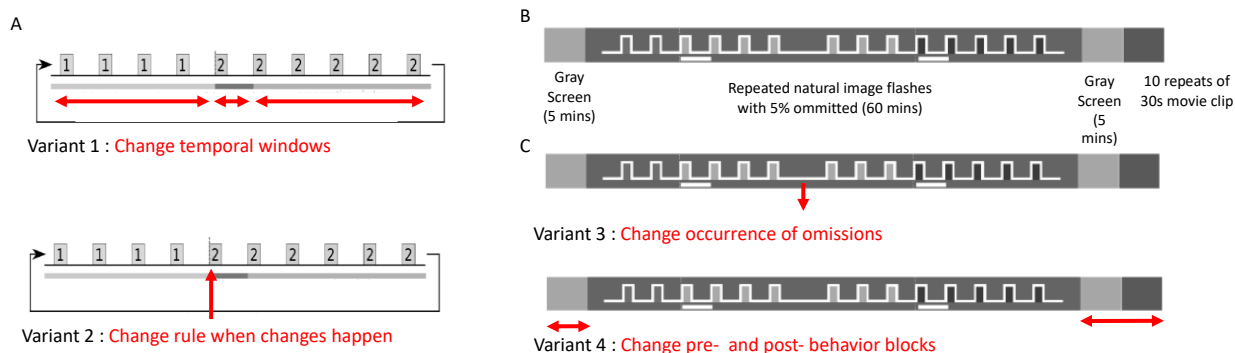 A
1 1 1 1 2 2 2 2 2 2
Variant 1 : Change temporal windows
1 1 1 1 2 2 2 2 2
Variant 2 : Change rule when changes happen
B
Gray
Screen
(5 mins)
Repeated natural image flashes
with 5% ommitted (60 mins)
Gray
Screen
(5
mins)
10 repeats of
30s movie clip
C
Variant 3 : Change occurrence of omissions
Variant 4 : Change pre- and post- behavior blocks